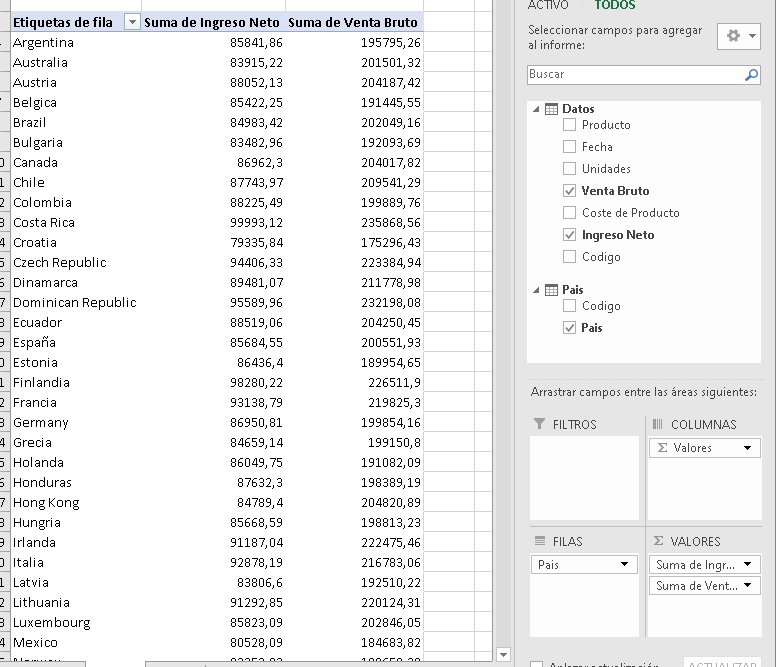 Etiquetas de fila Suma de Ingreso Neto Suma de Venta Bruto
Argentina 85841,86 195795,26
Australia 83915,22 201501,32
Austria 88052,13 204187,42
Belgica 85422,25 191445,55
Brazil 84983,42 202049,16
Bulgaria 83482,96 192093,69
Canada 86962,3 204017,82
Chile 87743,97 209541,29
Colombia 88225,49 199889,76
Costa Rica 99993,12 235868,56
Croatia 79335,84 175296,43
Czech Republic 94406,33 223384,94
Dinamarca 89481,07 211778,98
Dominican Republic 95589,96 232198,08
Ecuador 88519,06 204250,45
España 85684,55 200551,93
Estonia 86436,4 189954,65
Finlandia 98280,22 226511,9
Francia 93138,79 219825,3
Germany 86950,81 199854,16
Grecia 84659,14 199150,8
Holanda 86049,75 191082,09
Honduras 87632,3 198389,19
Hong Kong 84789,4 204820,89
Hungria 85668,59 198813,23
Irlanda 91187,04 222475,46
Italia 92878,19 216783,06
Latvia 83806,6 192510,22
Lithuania 91292,85 220124,31
Luxembourg 85823,09 202846,05
Mexico 80528,09 184683,82
ACTIVO TODOS
Seleccionar campos para agregar
al informe:
Buscar
Datos
Producto
Fecha
Unidades
Venta Bruto
Coste de Producto
Ingreso Neto
Codigo
Pais
Codigo
Pais
Arrastrar campos entre las áreas siguientes:
FILTROS
COLUMNAS
Σ Valores
FILAS
Pais
Σ VALORES
Suma de Ingr...
Suma de Vent...